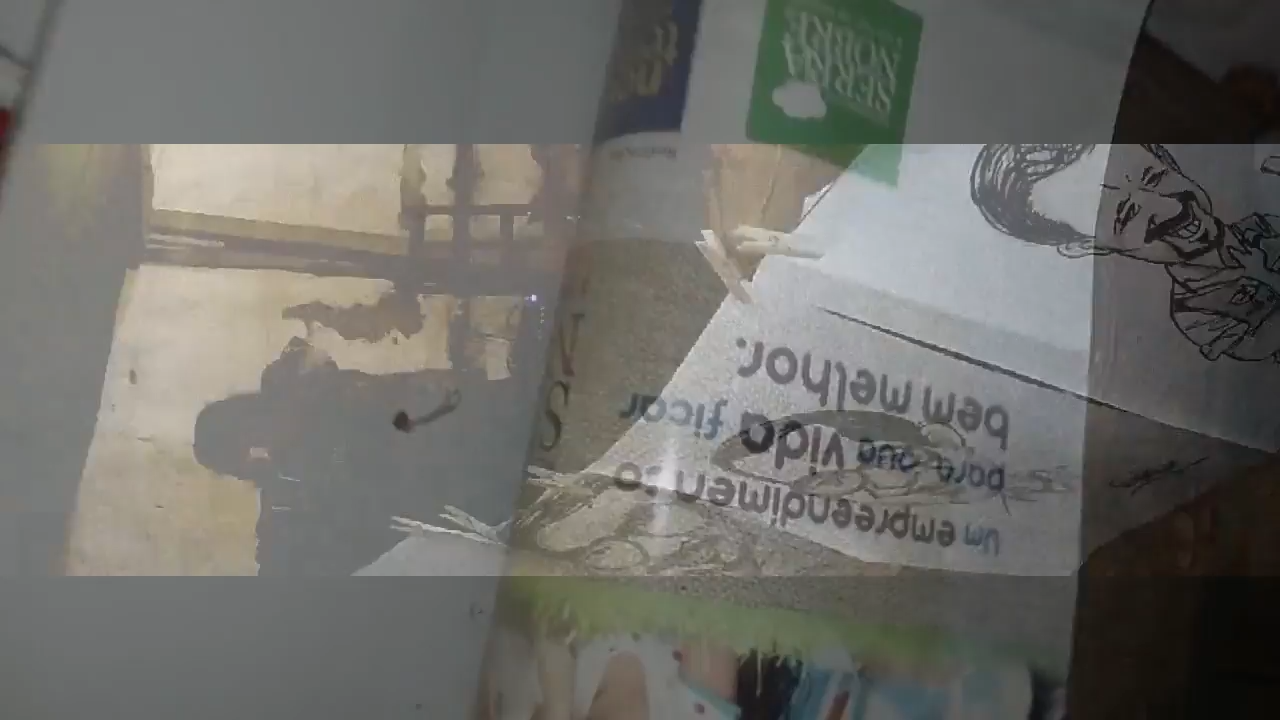 SERRA
NOBRE
Um empreendimento
para sua vida ficar
bem melhor.
N
S